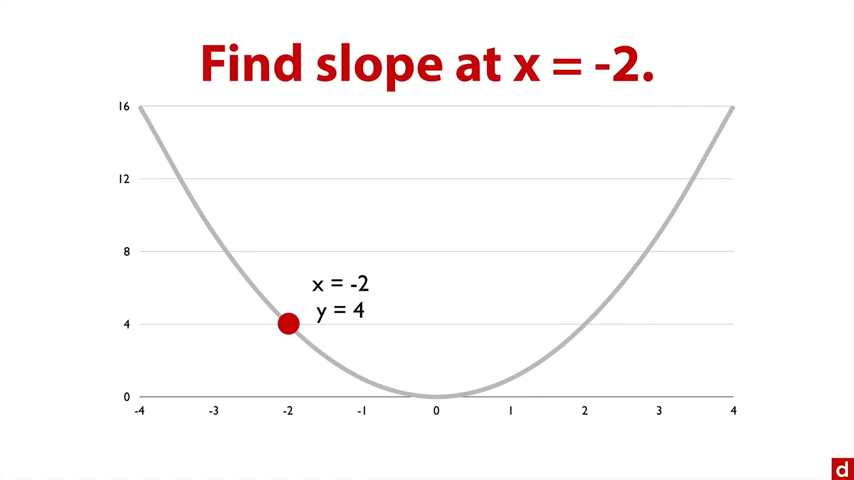 Find slope at x = -2.
16
12
8
x = -2
y = 4
4
0
-4 -3 -2 -1 0 1 2 3 4
d